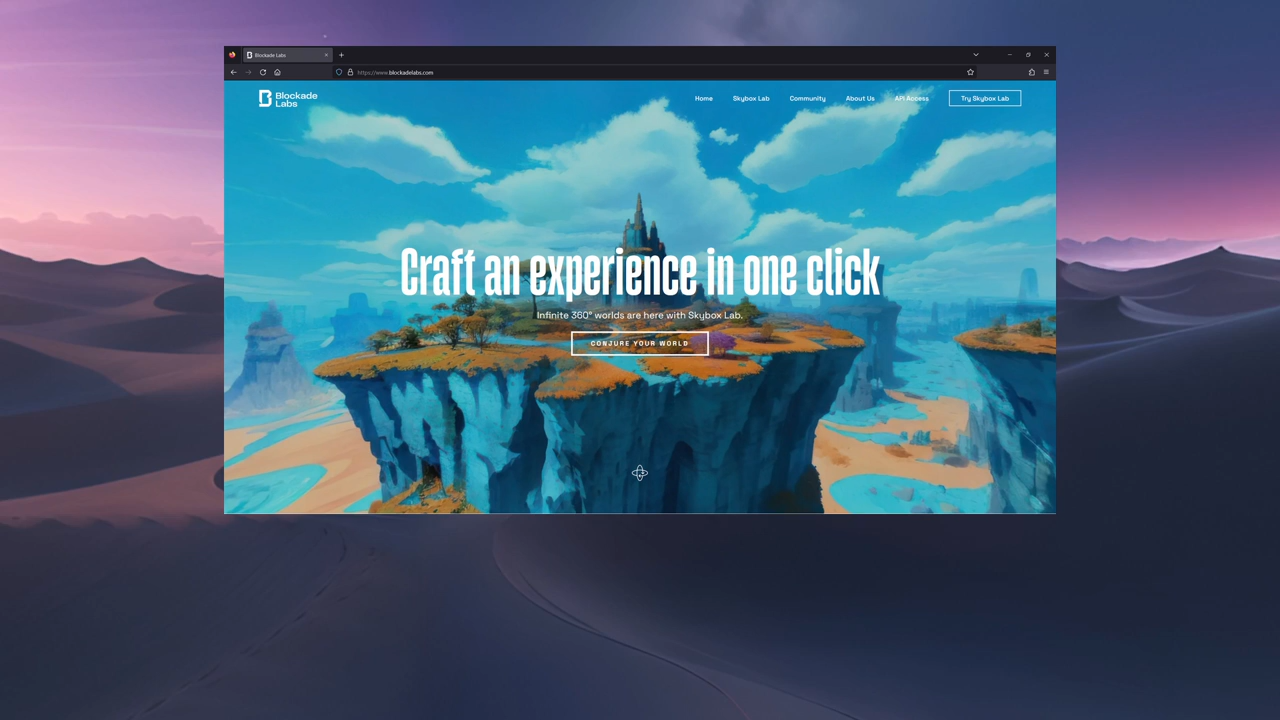 Blockade Labs
https://www.blockadelabs.com
Blockade
Labs
Home Skybox Lab Community About Us API Access Try Skybox Lab
Craft an experience in one click
Infinite 360° worlds are here with Skybox Lab.
CONJURE YOUR WORLD